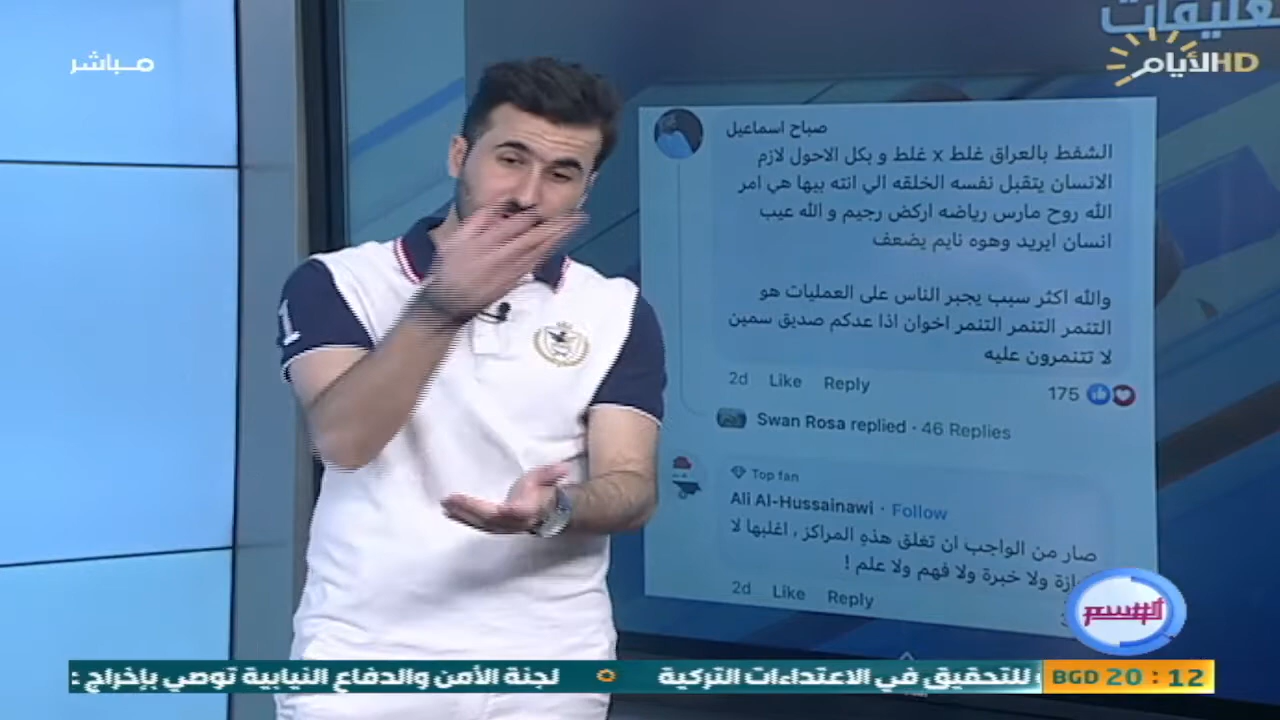 تعليقات
مباشر
الأيام HD
صباح اسماعيل
الشفط بالعراق غلط x غلط و بكل الاحول لازم
الانسان يتقبل نفسه الخلقه الي انته بيها هي امر
الله روح مارس رياضه اركض رجيم و الله عيب
انسان ايريد وهوه نايم يضعف
والله اكثر سبب يجبر الناس على العمليات هو
التنمر التنمر التنمر اخوان اذا عدكم صديق سمين
لا تتنمرون عليه
2d Like Reply 175
Swan Rosa replied · 46 Replies
Top fan
Ali Al-Hussainawi · Follow
صار من الواجب ان تغلق هذهِ المراكز , اغلبها لا
ولا خبرة ولا فهم ولا علم !
2d Like Reply
1
للتحقيق في الاعتداءات التركية
لجنة الأمن والدفاع النيابية توصي بإخراج
BGD 20:12